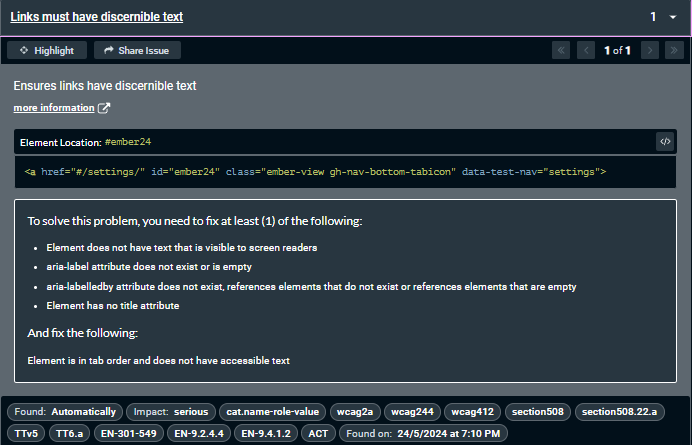 Links must have discernible text 1
Highlight Share Issue 1 of 1
Ensures links have discernible text
more information
Element Location: #ember24 </>
<a href="#/settings/" id="ember24" class="ember-view gh-nav-bottom-tabicon" data-test-nav="settings">
To solve this problem, you need to fix at least (1) of the following:
• Element does not have text that is visible to screen readers
• aria-label attribute does not exist or is empty
• aria-labelledby attribute does not exist, references elements that do not exist or references elements that are empty
• Element has no title attribute
And fix the following:
Element is in tab order and does not have accessible text
Found: Automatically Impact: serious cat.name-role-value wcag2a wcag244 wcag412 section508 section508.22.a
TTv5 TT6.a EN-301-549 EN-9.2.4.4 EN-9.4.1.2 ACT Found on: 24/5/2024 at 7:10 PM